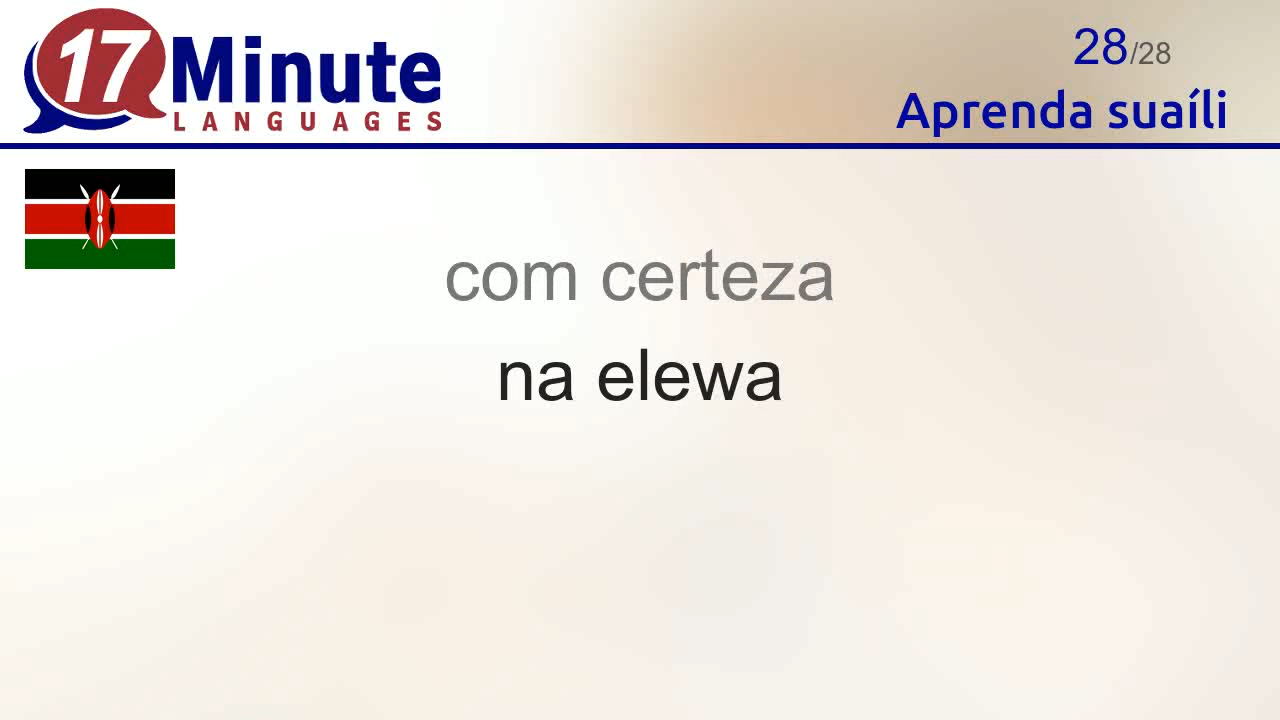 17 Minute
LANGUAGES
28/28
Aprenda suaíli
com certeza
na elewa